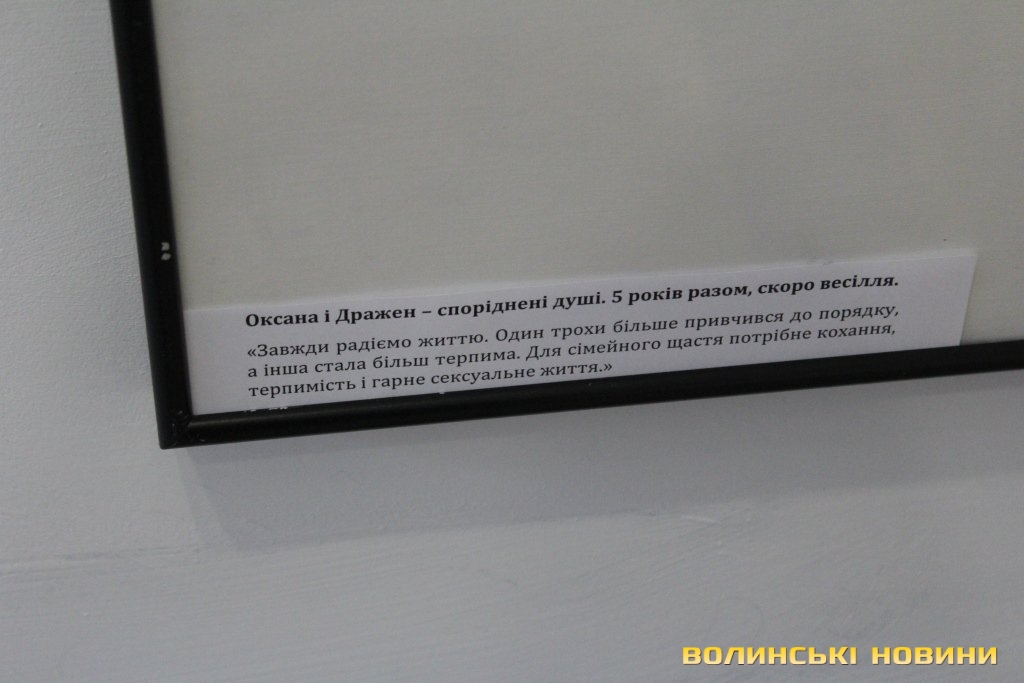 Оксана і Дражен – споріднені душі. 5 років разом, скоро весілля.
«Завжди радіємо життю. Один трохи більше привчився до порядку,
а інша стала більш терпима. Для сімейного щастя потрібне кохання,
терпимість і гарне сексуальне життя.»
ВОЛИНСЬКІ НОВИНИ